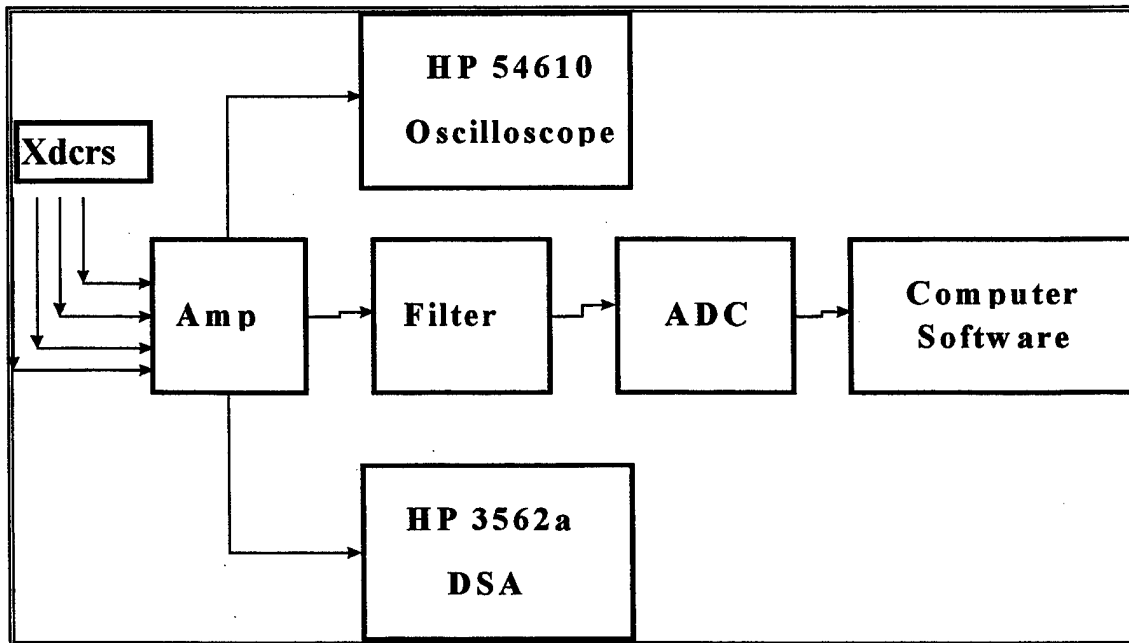 HP 54610
Oscilloscope
Xdcrs
Amp
Filter
ADC
Computer
Software
HP 3562a
DSA